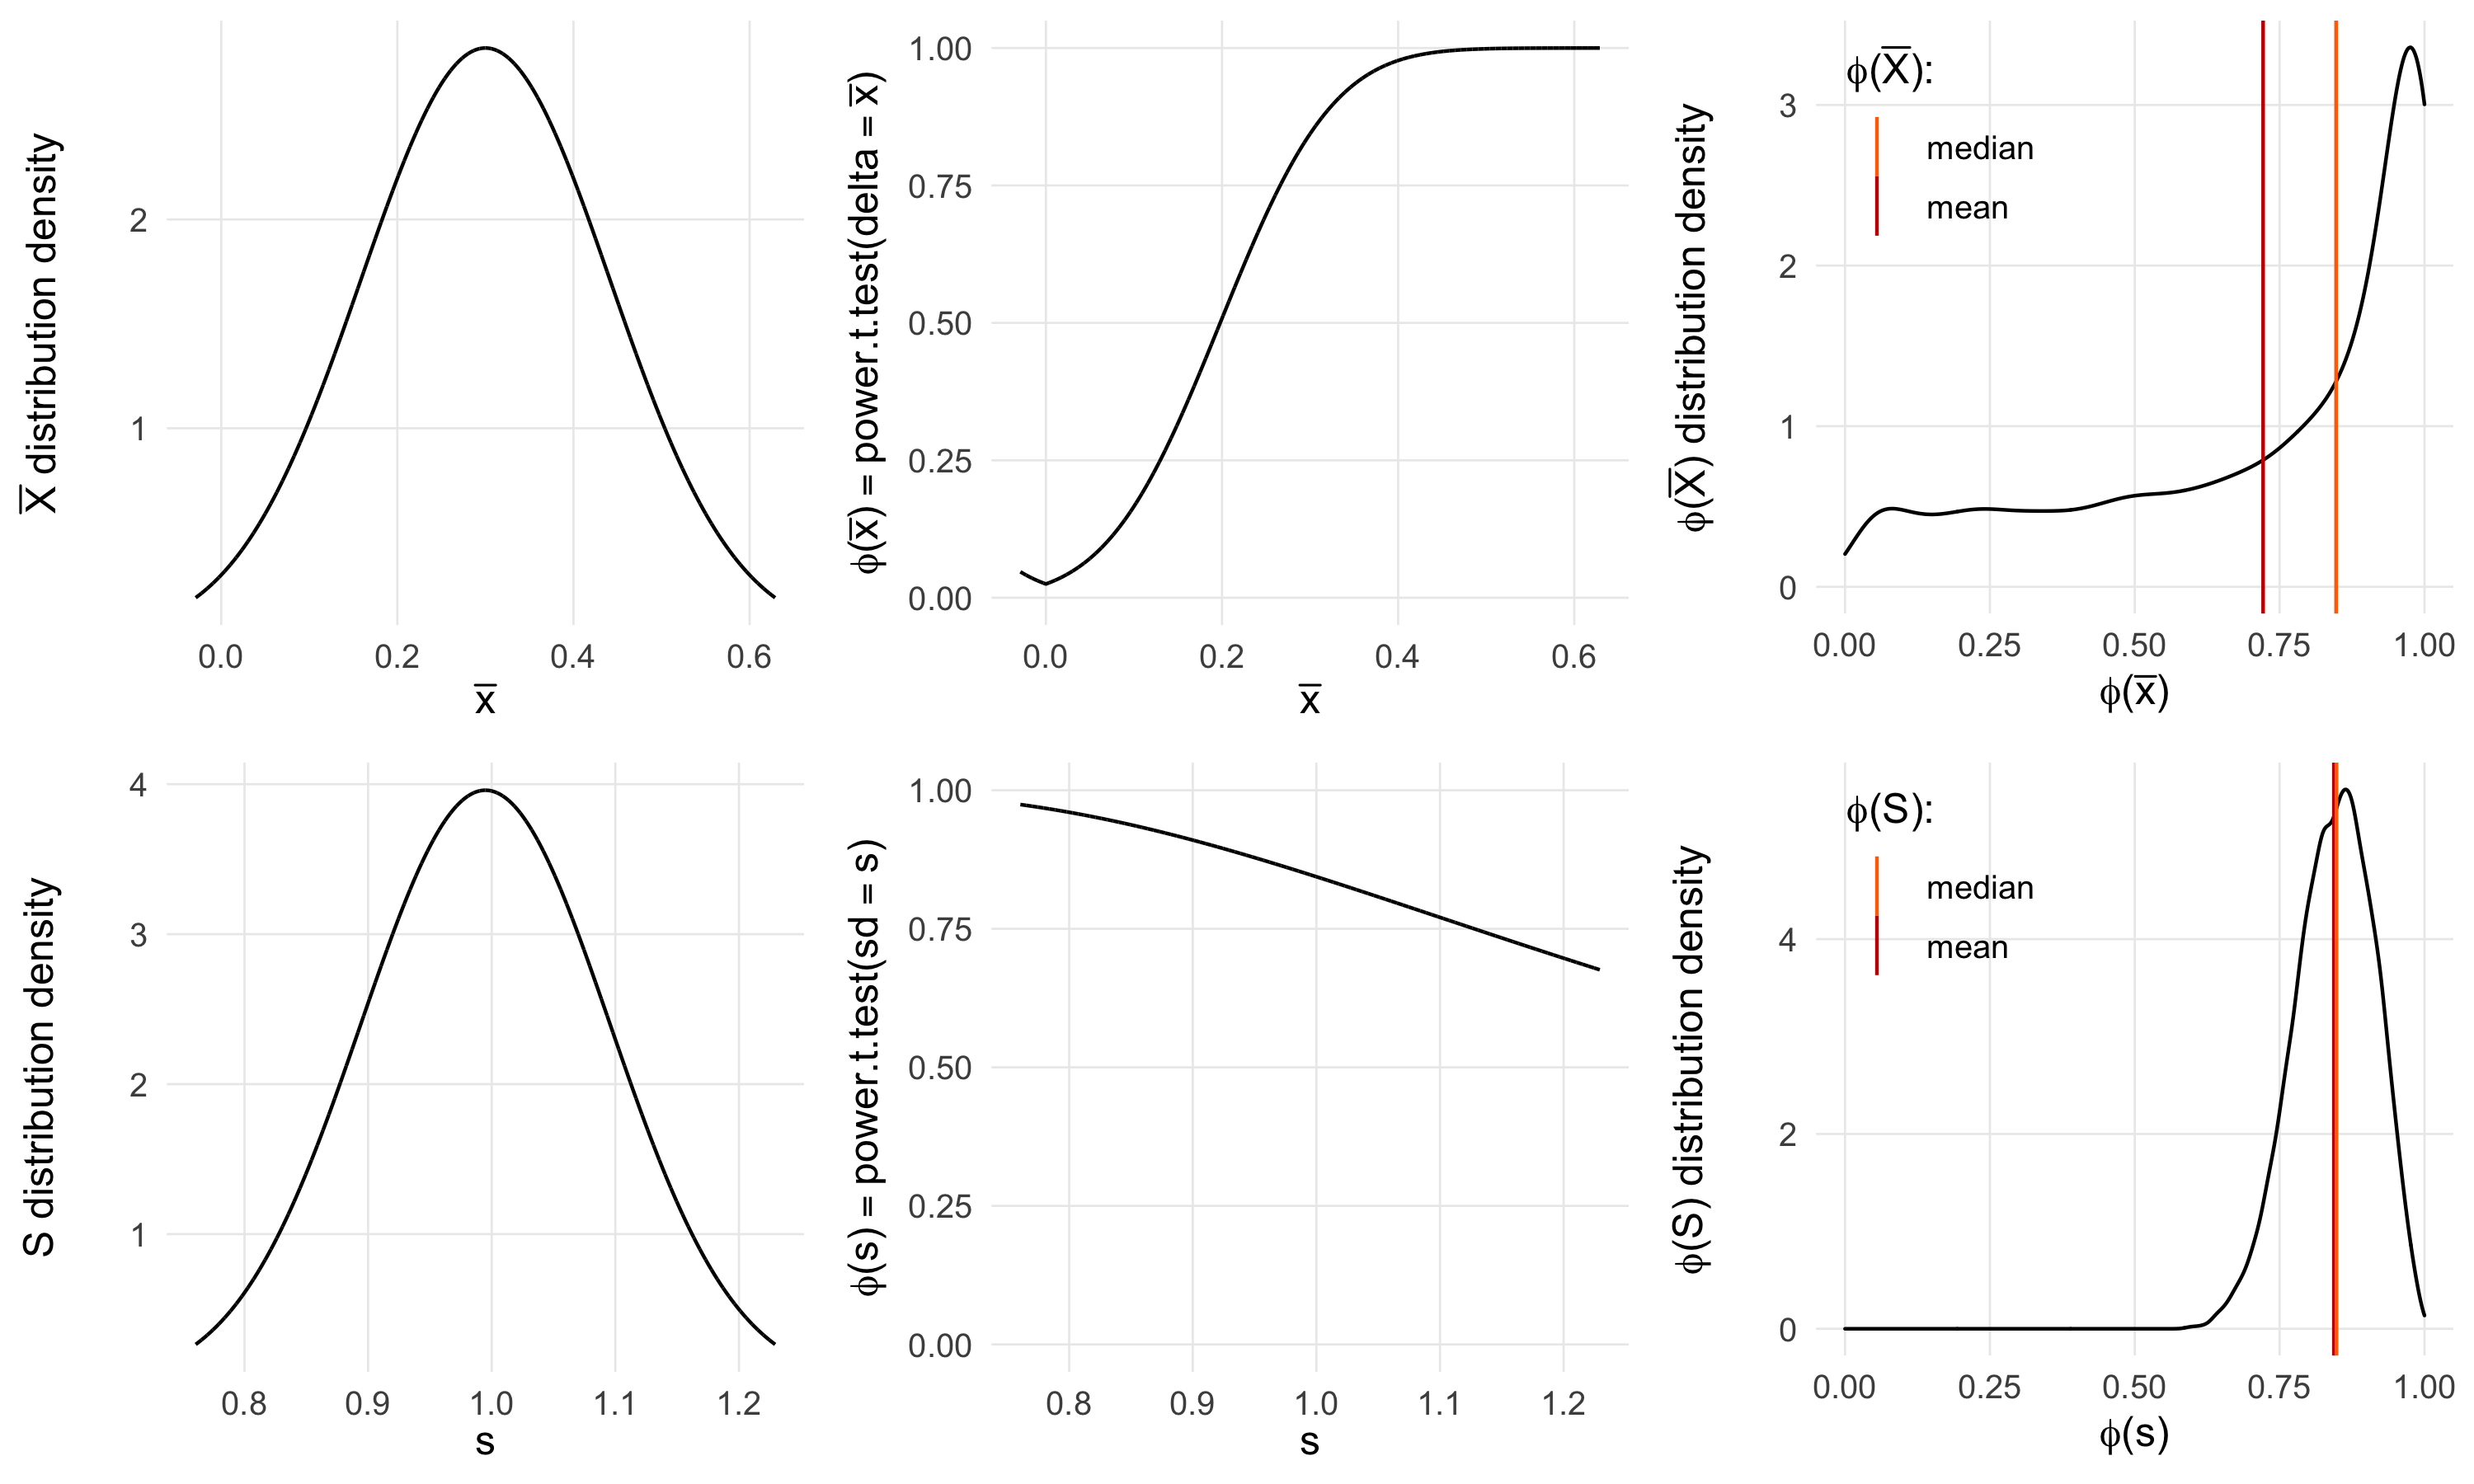 X̅ distribution density
2
1
0.0 0.2 0.4 0.6
x̅
ϕ(x̅) = power.t.test(delta = x̅)
1.00
0.75
0.50
0.25
0.00
0.0 0.2 0.4 0.6
x̅
ϕ(X̅) distribution density
3
2
1
0
ϕ(X̅):
median
mean
0.00 0.25 0.50 0.75 1.00
ϕ(x̅)
S distribution density
4
3
2
1
0.8 0.9 1.0 1.1 1.2
s
ϕ(s) = power.t.test(sd = s)
1.00
0.75
0.50
0.25
0.00
0.8 0.9 1.0 1.1 1.2
s
ϕ(S) distribution density
4
2
0
ϕ(S):
median
mean
0.00 0.25 0.50 0.75 1.00
ϕ(s)